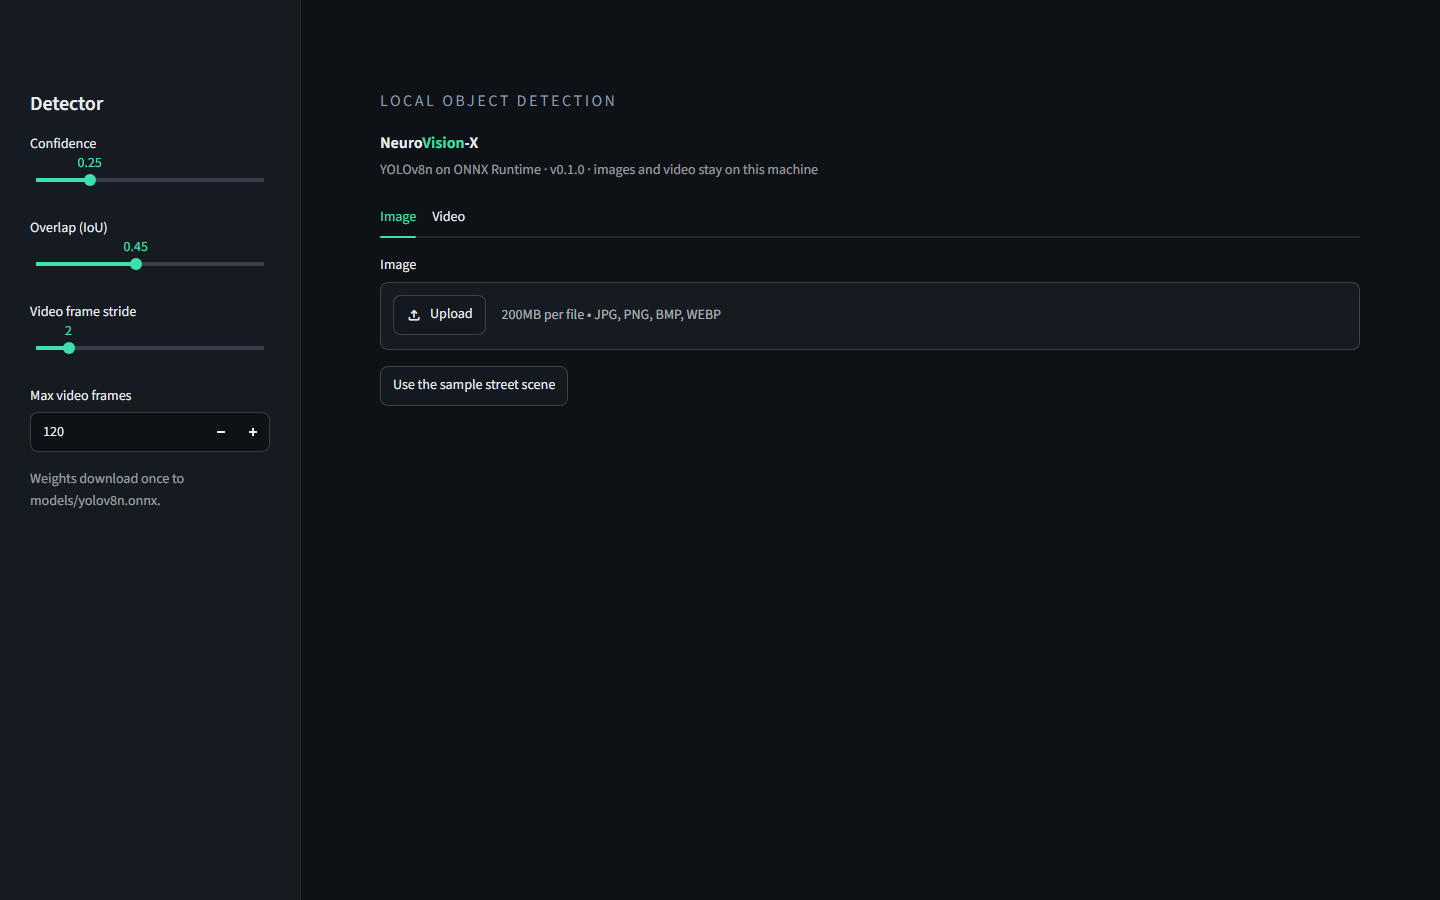 Detector
Confidence
0.25
Overlap (IoU)
0.45
Video frame stride
2
Max video frames
120
Weights download once to
models/yolov8n.onnx.
LOCAL OBJECT DETECTION
NeuroVision-X
YOLOv8n on ONNX Runtime · v0.1.0 · images and video stay on this machine
Image Video
Image
Upload 200MB per file • JPG, PNG, BMP, WEBP
Use the sample street scene